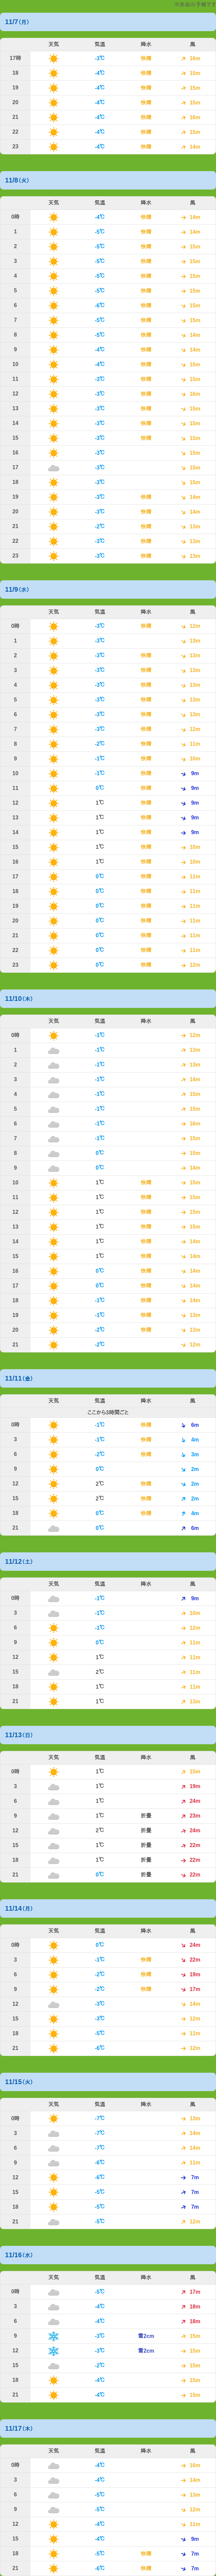 11/7（月）
天気 気温 降水 風
17時 -3℃ 快晴 16m
18 -4℃ 快晴 15m
19 -4℃ 快晴 15m
20 -4℃ 快晴 15m
21 -4℃ 快晴 16m
22 -4℃ 快晴 15m
23 -4℃ 快晴 14m
11/8（火）
天気 気温 降水 風
0時 -4℃ 快晴 14m
1 -5℃ 快晴 14m
2 -5℃ 快晴 15m
3 -5℃ 快晴 15m
4 -5℃ 快晴 15m
5 -5℃ 快晴 15m
6 -6℃ 快晴 15m
7 -5℃ 快晴 15m
8 -5℃ 快晴 14m
9 -4℃ 快晴 14m
10 -4℃ 快晴 15m
11 -3℃ 快晴 15m
12 -3℃ 快晴 16m
13 -3℃ 快晴 15m
14 -3℃ 快晴 15m
15 -3℃ 快晴 15m
16 -3℃ 15m
17 -3℃ 15m
18 -3℃ 15m
19 -3℃ 快晴 14m
20 -3℃ 快晴 14m
21 -2℃ 快晴 13m
22 -3℃ 快晴 13m
23 -3℃ 快晴 13m
11/9（水）
天気 気温 降水 風
0時 -3℃ 快晴 12m
1 -3℃ 13m
2 -3℃ 快晴 13m
3 -3℃ 快晴 13m
4 -3℃ 快晴 13m
5 -3℃ 快晴 13m
6 -3℃ 快晴 13m
7 -3℃ 快晴 12m
8 -2℃ 快晴 11m
9 -1℃ 快晴 10m
10 -1℃ 快晴 9m
11 0℃ 快晴 9m
12 1℃ 快晴 9m
13 1℃ 快晴 9m
14 1℃ 快晴 9m
15 1℃ 快晴 10m
16 1℃ 快晴 10m
17 0℃ 快晴 11m
18 0℃ 快晴 11m
19 0℃ 快晴 11m
20 0℃ 快晴 11m
21 0℃ 快晴 11m
22 0℃ 快晴 11m
23 0℃ 快晴 12m
11/10（木）
天気 気温 降水 風
0時 -1℃ 12m
1 -1℃ 13m
2 -1℃ 13m
3 -1℃ 14m
4 -1℃ 15m
5 -1℃ 15m
6 -1℃ 16m
7 -1℃ 15m
8 0℃ 15m
9 0℃ 14m
10 1℃ 快晴 15m
11 1℃ 快晴 15m
12 1℃ 快晴 15m
13 1℃ 快晴 15m
14 1℃ 快晴 14m
15 1℃ 快晴 14m
16 0℃ 快晴 14m
17 0℃ 快晴 14m
18 -1℃ 快晴 14m
19 -1℃ 快晴 13m
20 -2℃ 快晴 13m
21 -2℃ 12m
11/11（金）
天気 気温 降水 風
ここから3時間ごと
0時 -1℃ 快晴 6m
3 -1℃ 快晴 4m
6 -2℃ 快晴 3m
9 0℃ 2m
12 2℃ 快晴 2m
15 2℃ 快晴 2m
18 0℃ 快晴 4m
21 0℃ 6m
11/12（土）
天気 気温 降水 風
0時 -1℃ 9m
3 -1℃ 10m
6 -1℃ 12m
9 0℃ 11m
12 1℃ 11m
15 2℃ 11m
18 1℃ 11m
21 1℃ 13m
11/13（日）
天気 気温 降水 風
0時 1℃ 15m
3 1℃ 19m
6 1℃ 24m
9 1℃ 折畳 23m
12 2℃ 折畳 24m
15 1℃ 折畳 22m
18 1℃ 折畳 22m
21 0℃ 折畳 22m
11/14（月）
天気 気温 降水 風
0時 0℃ 24m
3 -1℃ 快晴 22m
6 -2℃ 快晴 19m
9 -2℃ 快晴 17m
12 -3℃ 14m
15 -3℃ 12m
18 -5℃ 11m
21 -6℃ 12m
11/15（火）
天気 気温 降水 風
0時 -7℃ 13m
3 -7℃ 14m
6 -7℃ 14m
9 -6℃ 11m
12 -6℃ 7m
15 -5℃ 7m
18 -5℃ 7m
21 -5℃ 12m
11/16（水）
天気 気温 降水 風
0時 -5℃ 17m
3 -4℃ 18m
6 -4℃ 18m
9 -3℃ 雪2cm 15m
12 -3℃ 雪2cm 15m
15 -2℃ 15m
18 -4℃ 15m
21 -4℃ 15m
11/17（木）
天気 気温 降水 風
0時 -4℃ 16m
3 -4℃ 14m
6 -5℃ 13m
9 -5℃ 12m
12 -4℃ 11m
15 -4℃ 9m
18 -5℃ 快晴 7m
21 -6℃ 快晴 7m